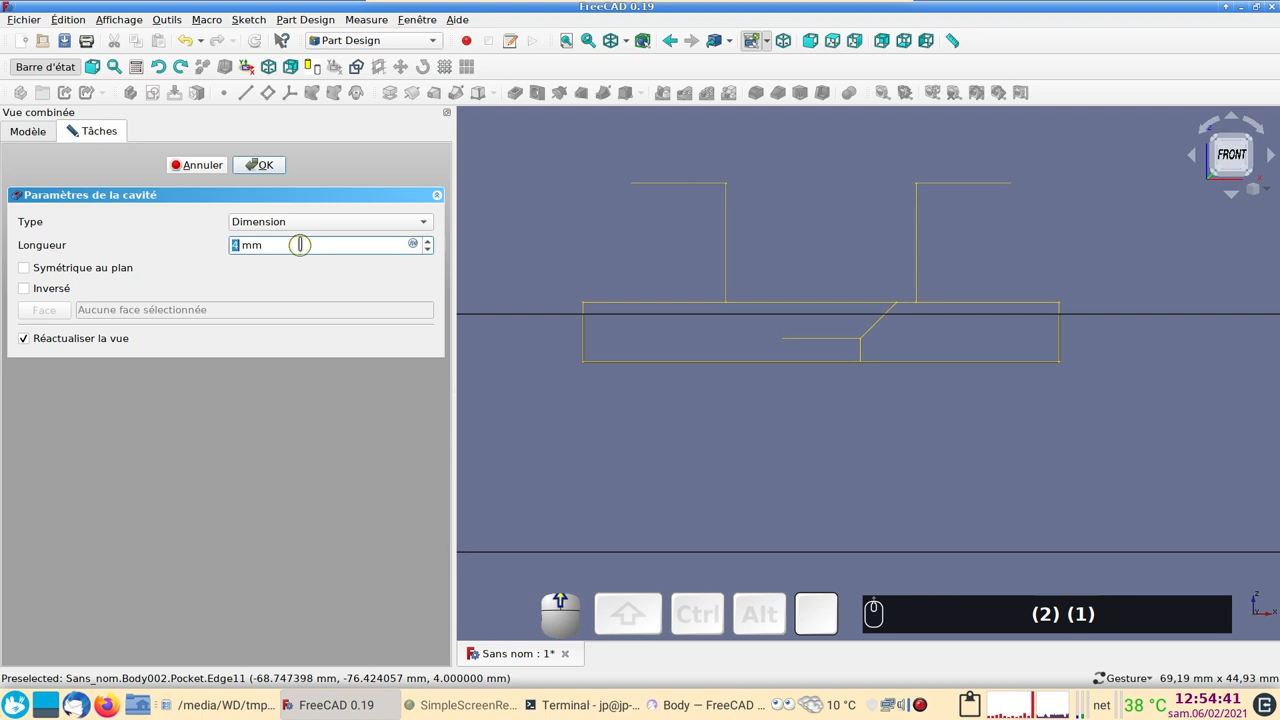 FreeCAD 0.19
Fichier Édition Affichage Outils Macro Sketch Part Design Measure Fenêtre Aide
Part Design
Barre d'état
Vue combinée
Modèle Tâches
Annuler OK
Paramètres de la cavité
Type Dimension
Longueur 4 mm
Symétrique au plan
Inversé
Face Aucune face sélectionnée
Réactualiser la vue
FRONT
Ctrl Alt (2) (1)
Sans nom : 1*
Preselected: Sans_nom.Body002.Pocket.Edge11 (-68.747398 mm, -76.424057 mm, 4.000000 mm) Gesture 69,19 mm x 44,93 mm
/media/WD/tmp... FreeCAD 0.19 SimpleScreenRe... Terminal - jp@jp-... Body — FreeCAD ... 10 °C net 38 °C 12:54:41
sam.06/02/2021